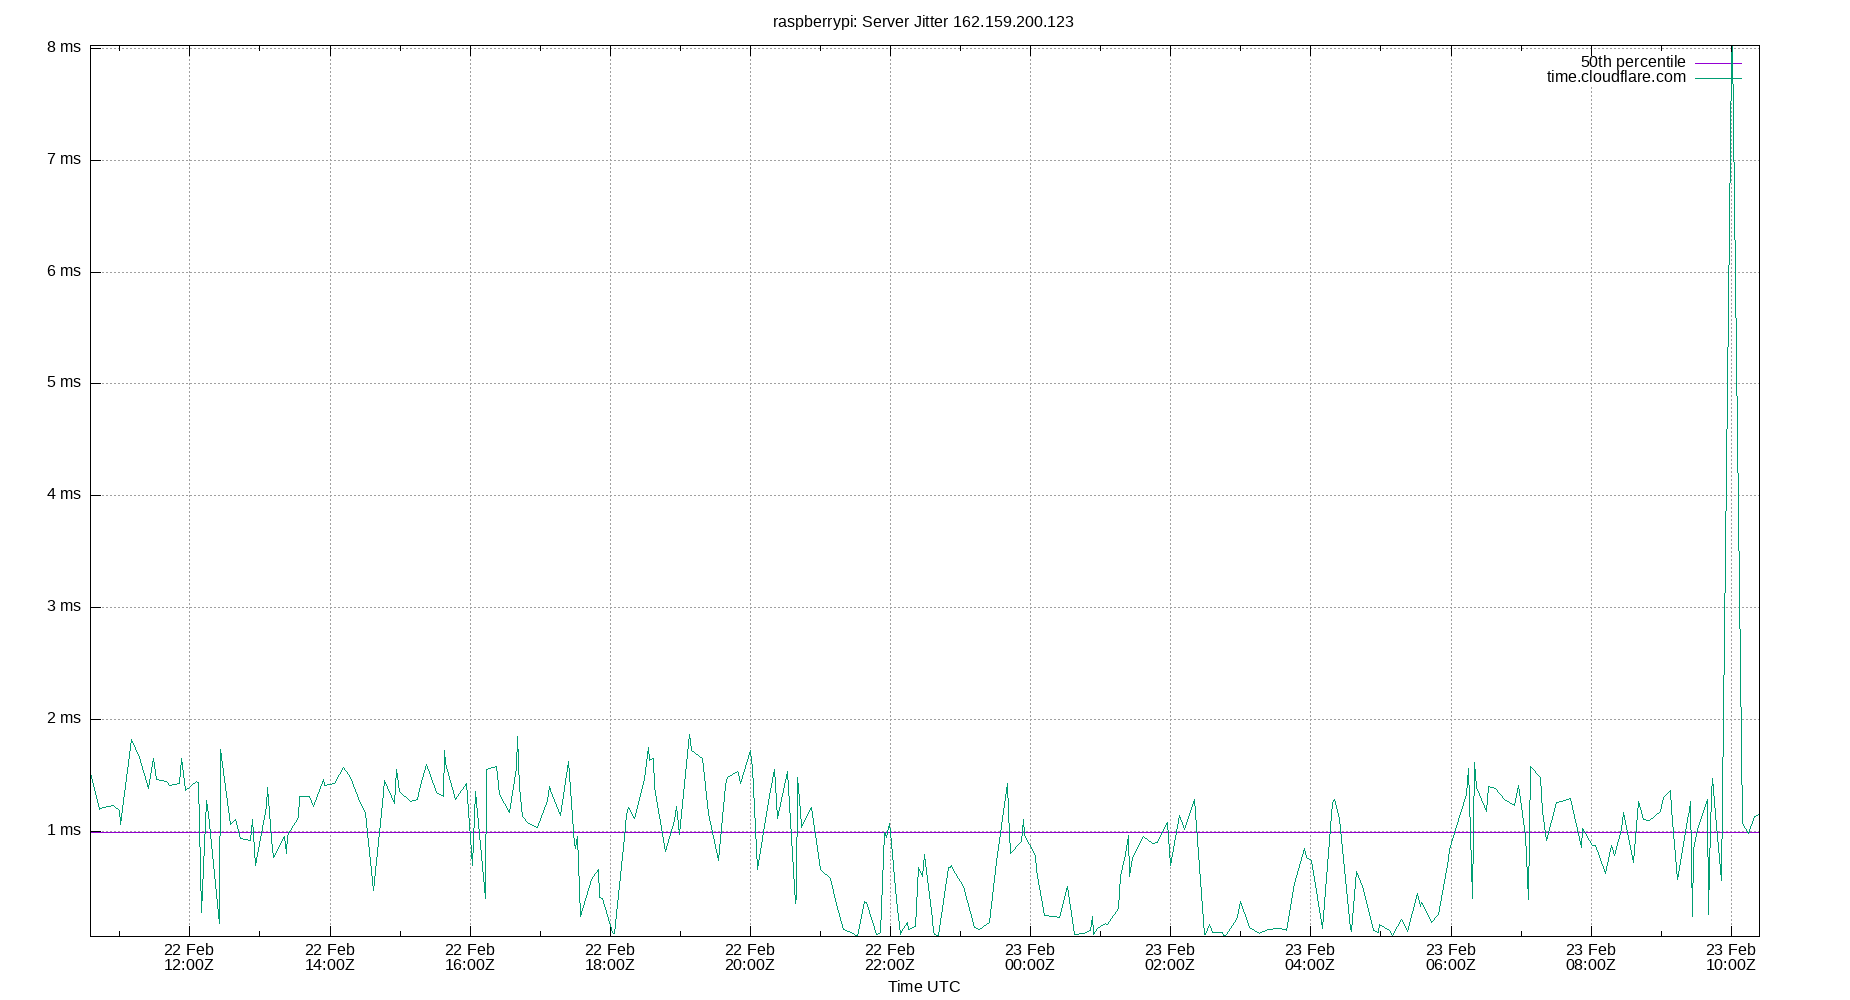 raspberrypi: Server Jitter 162.159.200.123
8 ms
50th percentile
time.cloudflare.com
7 ms
6 ms
5 ms
4 ms
3 ms
2 ms
1 ms
22 Feb 22 Feb 22 Feb 22 Feb 22 Feb 22 Feb 23 Feb 23 Feb 23 Feb 23 Feb 23 Feb 23 Feb
12:00Z 14:00Z 16:00Z 18:00Z 20:00Z 22:00Z 00:00Z 02:00Z 04:00Z 06:00Z 08:00Z 10:00Z
Time UTC